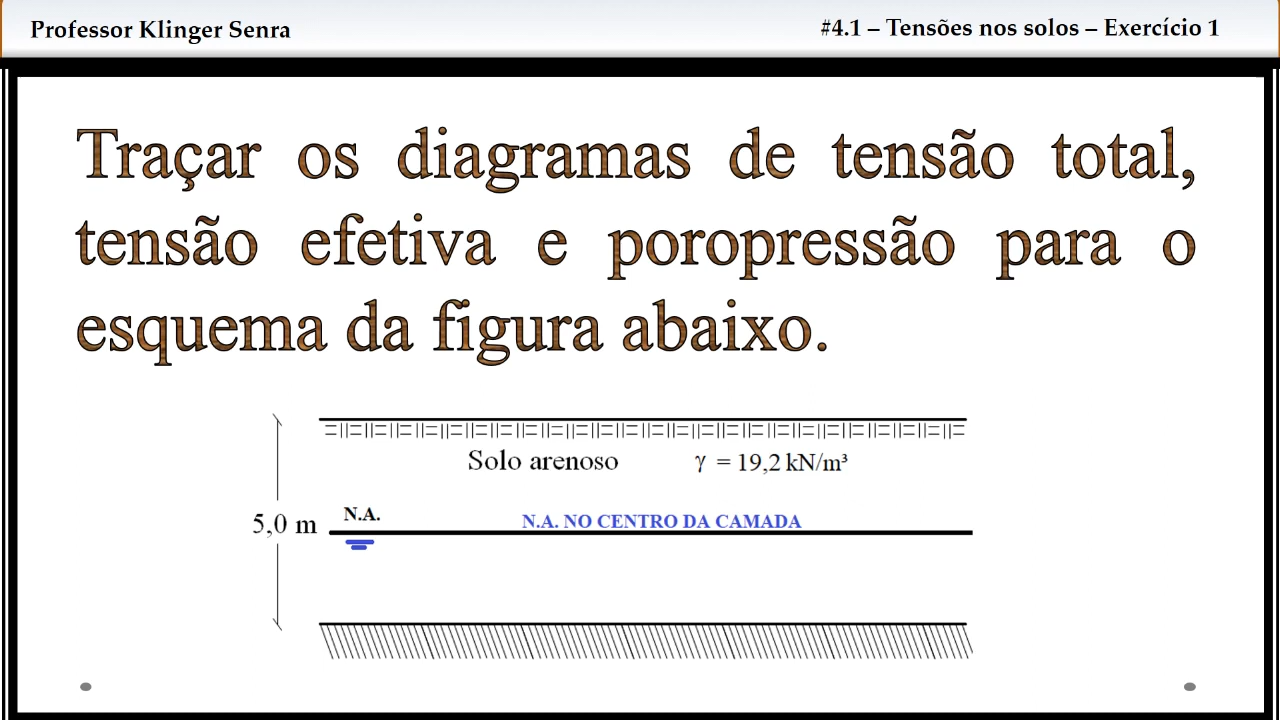 Professor Klinger Senra
#4.1 – Tensões nos solos – Exercício 1
Traçar os diagramas de tensão total,
tensão efetiva e poropressão para o
esquema da figura abaixo.
Solo arenoso γ = 19,2 kN/m³
5,0 m
N.A.
N.A. NO CENTRO DA CAMADA